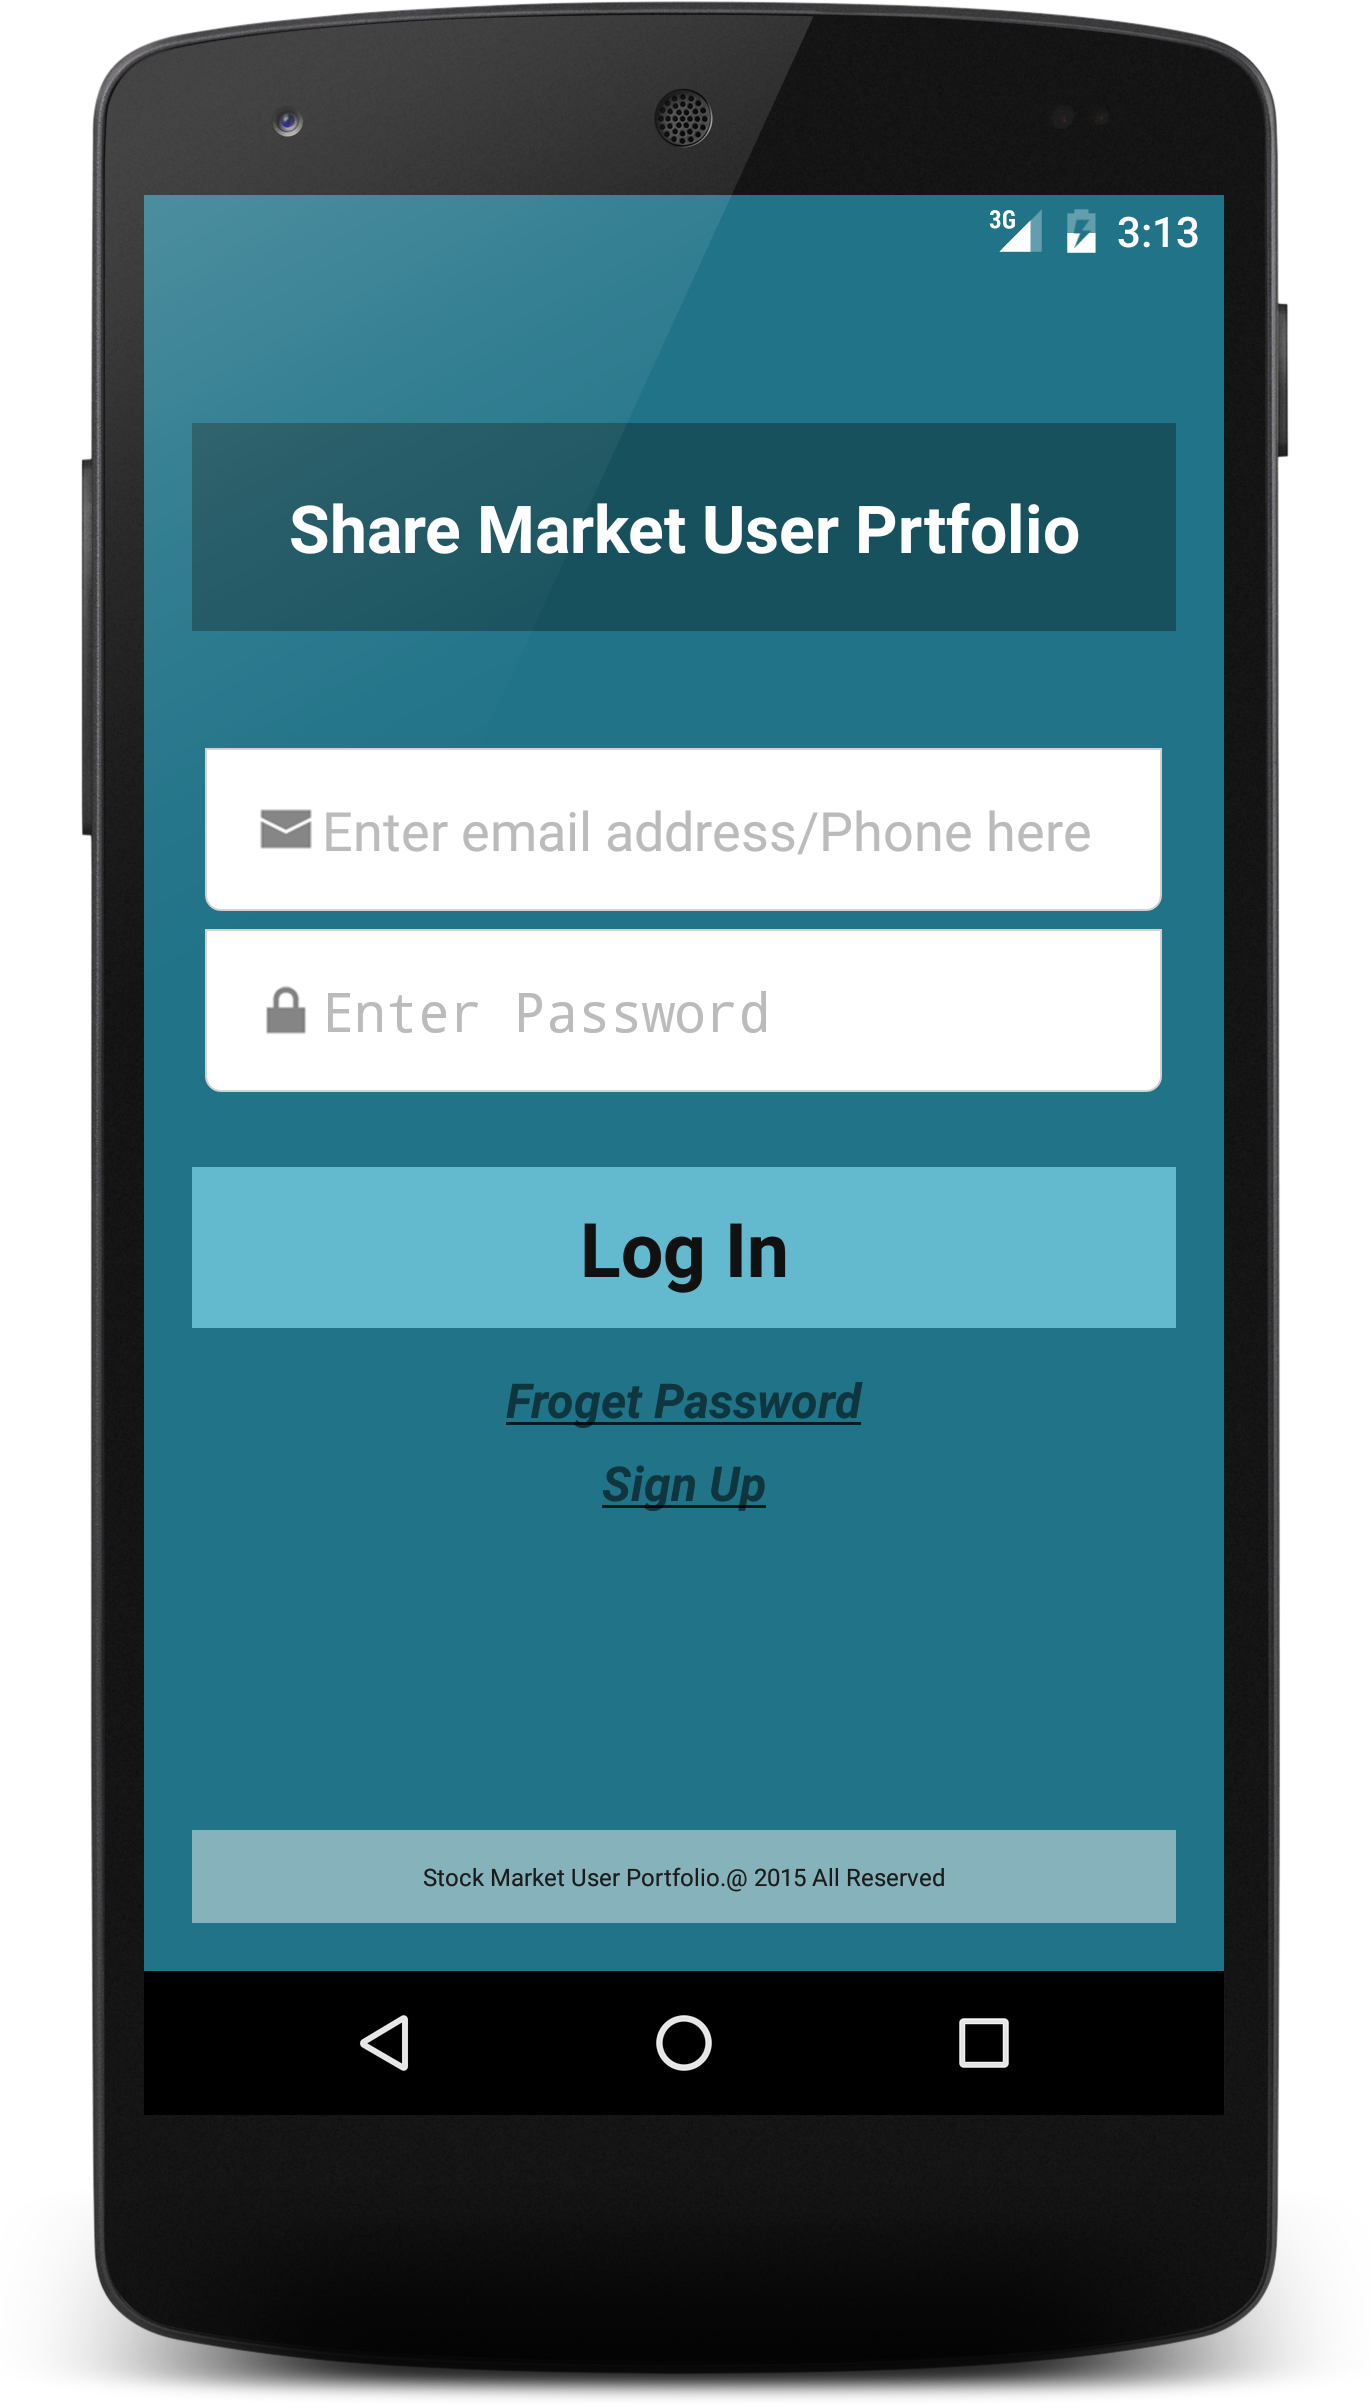 3G 3:13
Share Market User Prtfolio
Enter email address/Phone here
Enter Password
Log In
Froget Password
Sign Up
Stock Market User Portfolio.@ 2015 All Reserved